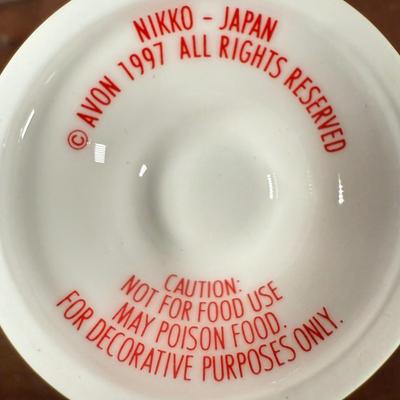 NIKKO - JAPAN
© AVON 1997 ALL RIGHTS RESERVED
CAUTION:
NOT FOR FOOD USE
MAY POISON FOOD.
FOR DECORATIVE PURPOSES ONLY.